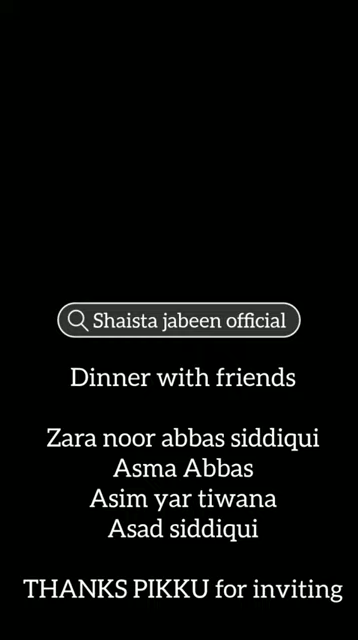 Shaista jabeen official
Dinner with friends
Zara noor abbas siddiqui
Asma Abbas
Asim yar tiwana
Asad siddiqui
THANKS PIKKU for inviting